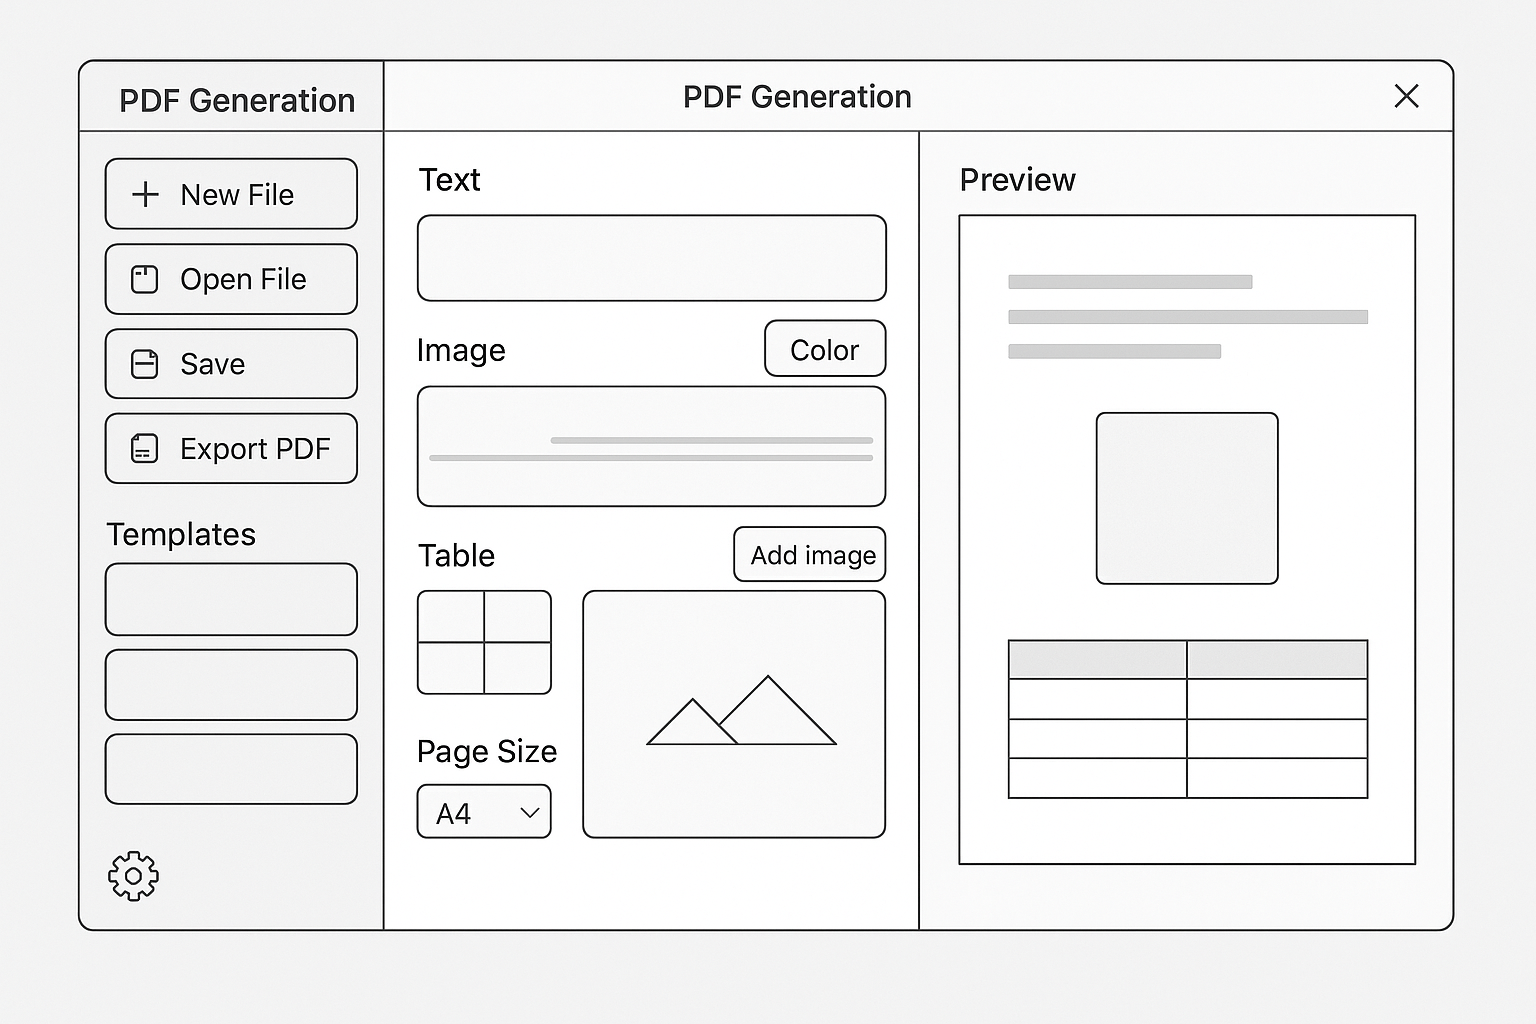 PDF Generation
PDF Generation
New File
Open File
Save
Export PDF
Templates
Text
Image
Color
Table
Add image
Page Size
A4
Preview